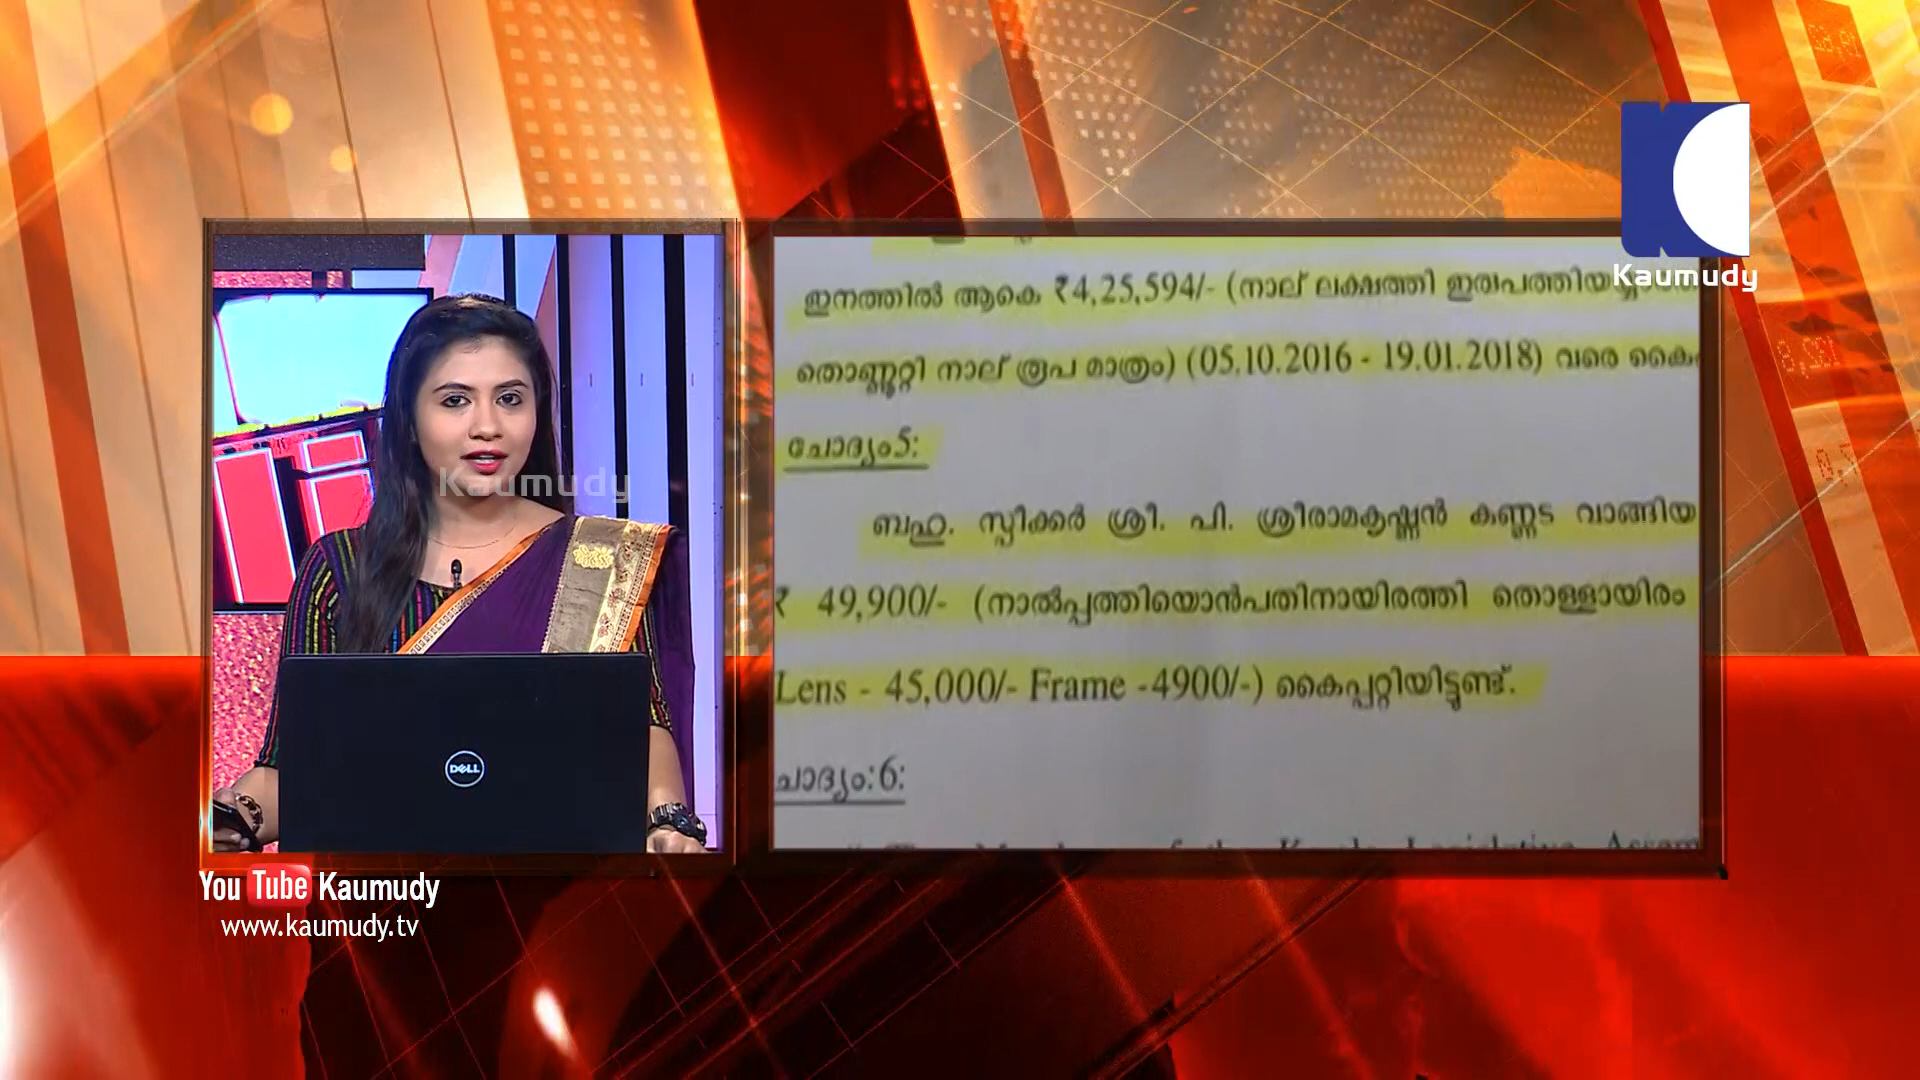 Kaumudy
ഇനത്തിൽ ആകെ ₹4,25,594/- (നാല് ലക്ഷത്തി
തൊണ്ണൂറ്റി നാല് രൂപ മാത്രം) (05.10.2016 - 19.01.2018) വരെ
ചോദ്യം5:
ബഹു. സ്പീക്കർ ശ്രീ. പി. ശ്രീരാമകൃഷ്ണൻ കണ്ണട വാങ്ങിയ
₹ 49,900/- (നാൽപ്പത്തിയൊൻപതിനായിരത്തി തൊള്ളായിരം
Lens - 45,000/- Frame -4900/-) കൈപ്പറ്റിയിട്ടുണ്ട്.
ചാദ്യം:6:
Kaumudy
DELL
You Tube Kaumudy
www.kaumudy.tv